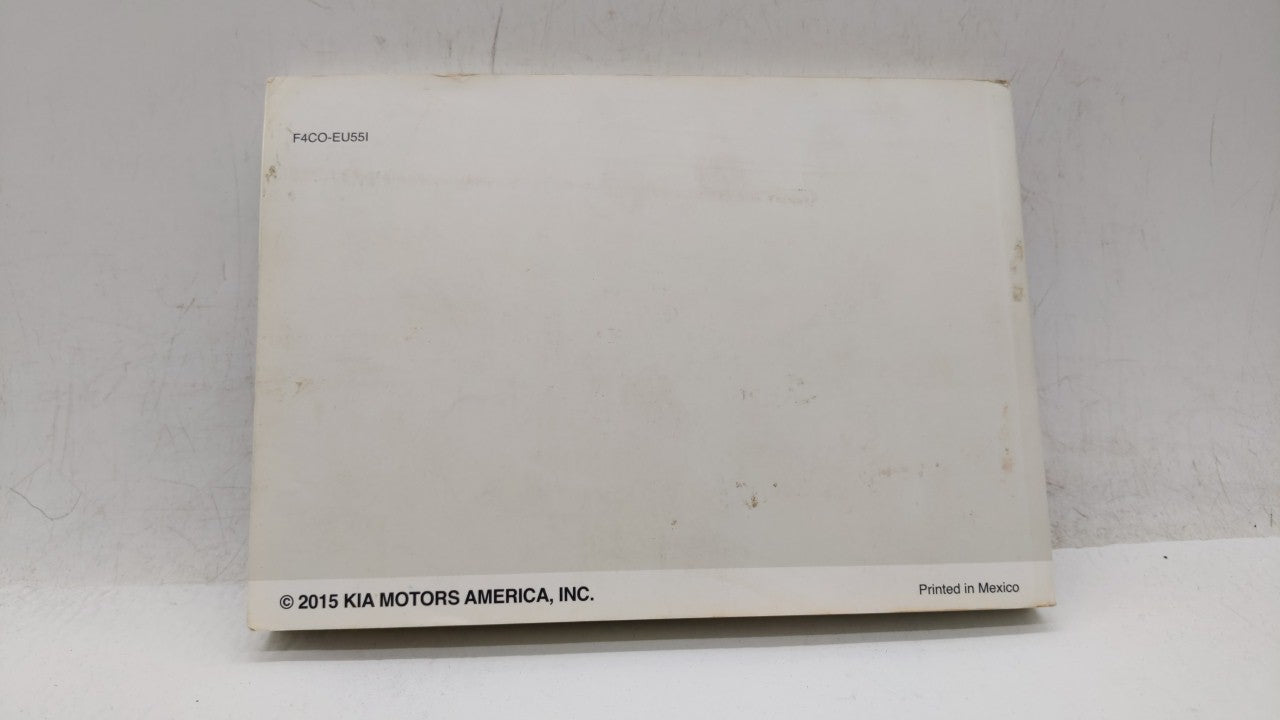 F4CO-EU55I
© 2015 KIA MOTORS AMERICA, INC.
Printed in Mexico